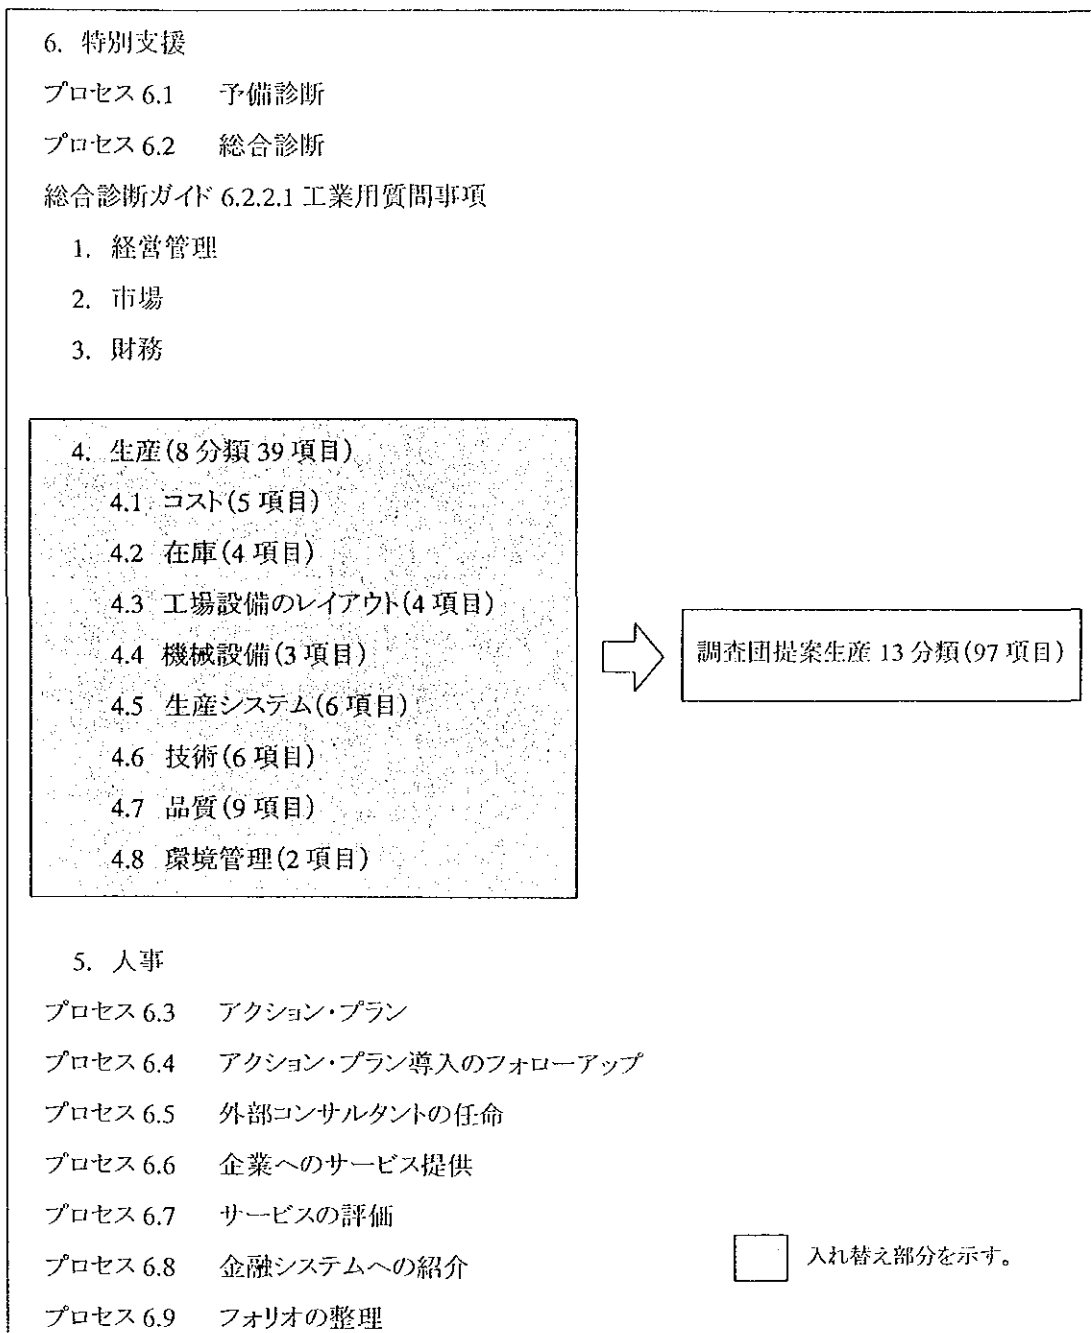 6. 特別支援
プロセス 6.1 予備診断
プロセス 6.2 総合診断
総合診断ガイド 6.2.2.1 工業用質問事項
1. 経営管理
2. 市場
3. 財務
4. 生産(8 分類 39 項目)
4.1 コスト(5 項目)
4.2 在庫(4 項目)
4.3 工場設備のレイアウト(4 項目)
4.4 機械設備(3 項目)
4.5 生産システム(6 項目)
4.6 技術(6 項目)
4.7 品質(9 項目)
4.8 環境管理(2 項目)
調査団提案生産 13 分類(97 項目)
5. 人事
プロセス 6.3 アクション・プラン
プロセス 6.4 アクション・プラン導入のフォローアップ
プロセス 6.5 外部コンサルタントの任命
プロセス 6.6 企業へのサービス提供
プロセス 6.7 サービスの評価
プロセス 6.8 金融システムへの紹介
入れ替え部分を示す。
プロセス 6.9 フォリオの整理